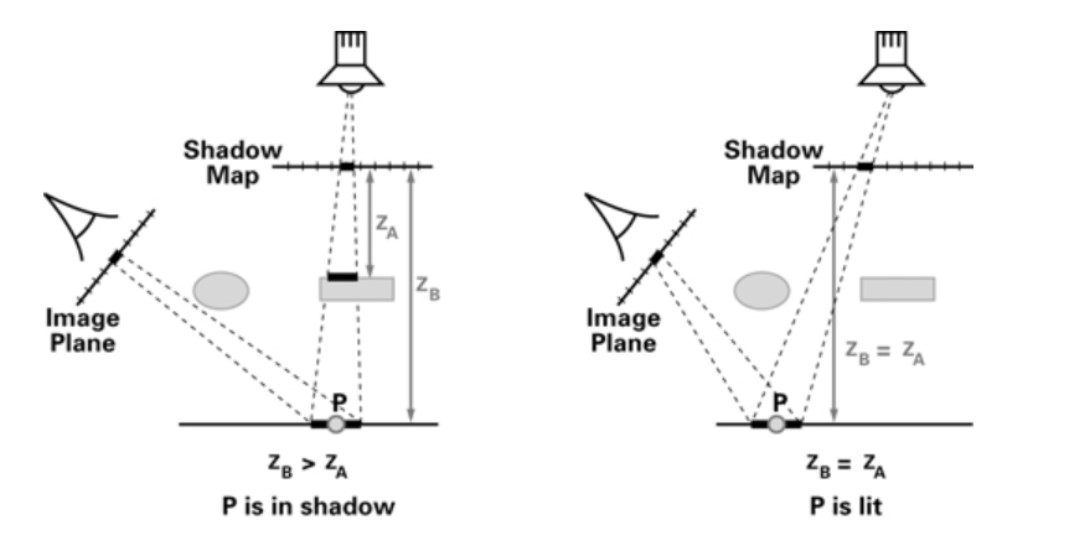 Shadow
Map
Z_A
Z_B
Image
Plane
P
Z_B > Z_A
P is in shadow
Shadow
Map
Image
Plane
Z_B = Z_A
P
Z_B = Z_A
P is lit